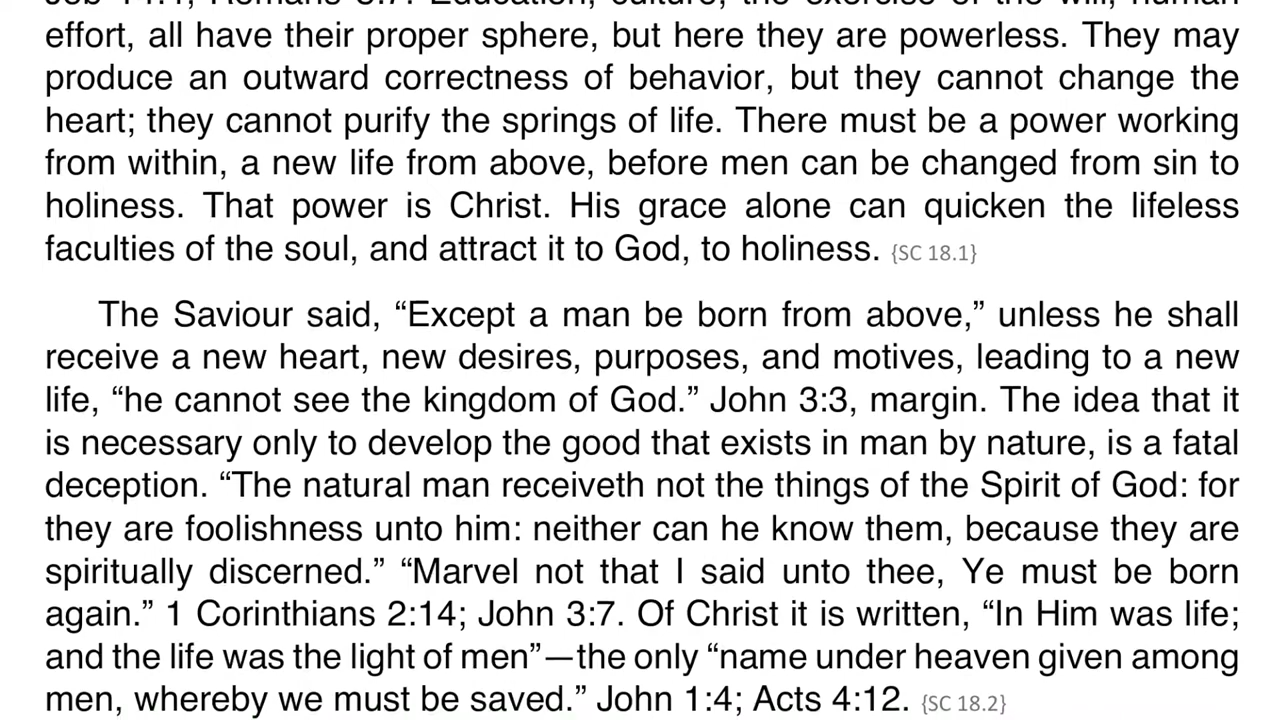 effort, all have their proper sphere, but here they are powerless. They may
produce an outward correctness of behavior, but they cannot change the
heart; they cannot purify the springs of life. There must be a power working
from within, a new life from above, before men can be changed from sin to
holiness. That power is Christ. His grace alone can quicken the lifeless
faculties of the soul, and attract it to God, to holiness. {SC 18.1}
The Saviour said, “Except a man be born from above,” unless he shall
receive a new heart, new desires, purposes, and motives, leading to a new
life, “he cannot see the kingdom of God.” John 3:3, margin. The idea that it
is necessary only to develop the good that exists in man by nature, is a fatal
deception. “The natural man receiveth not the things of the Spirit of God: for
they are foolishness unto him: neither can he know them, because they are
spiritually discerned.” “Marvel not that I said unto thee, Ye must be born
again.” 1 Corinthians 2:14; John 3:7. Of Christ it is written, “In Him was life;
and the life was the light of men”—the only “name under heaven given among
men, whereby we must be saved.” John 1:4; Acts 4:12. {SC 18.2}